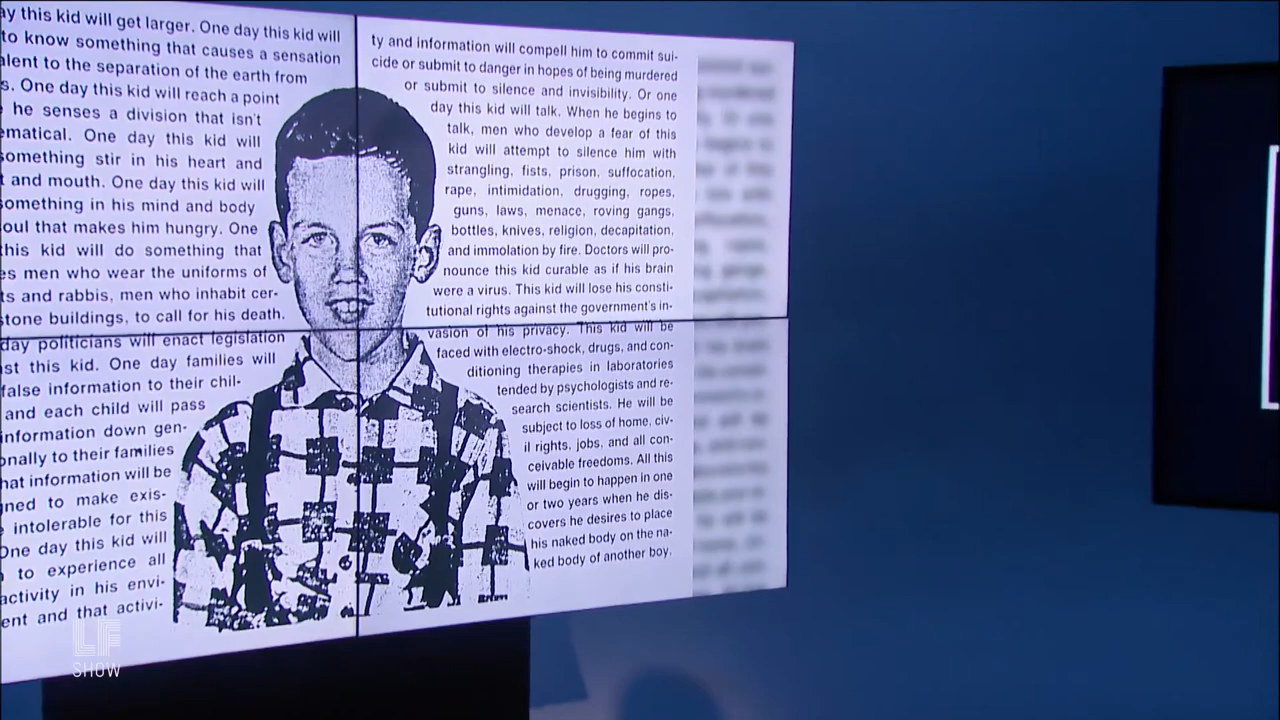 ay this kid will get larger. One day this kid will
to know something that causes a sensation
alent to the separation of the earth from
s. One day this kid will reach a point
he senses a division that isn't
ematical. One day this kid will
something stir in his heart and
t and mouth. One day this kid will
something in his mind and body
soul that makes him hungry. One
this kid will do something that
es men who wear the uniforms of
ts and rabbis, men who inhabit cer-
stone buildings, to call for his death.
day politicians will enact legislation
nst this kid. One day families will
false information to their chil-
and each child will pass
information down gen-
onally to their families
hat information will be
ned to make exis-
e intolerable for this
One day this kid will
to experience all
activity in his envi-
ent and that activi-
ty and information will compell him to commit sui-
cide or submit to danger in hopes of being murdered
or submit to silence and invisibility. Or one
day this kid will talk. When he begins to
talk, men who develop a fear of this
kid will attempt to silence him with
strangling, fists, prison, suffocation,
rape, intimidation, drugging, ropes,
guns, laws, menace, roving gangs,
bottles, knives, religion, decapitation,
and immolation by fire. Doctors will pro-
nounce this kid curable as if his brain
were a virus. This kid will lose his consti-
tutional rights against the government's in-
vasion of his privacy. This kid will be
faced with electro-shock, drugs, and con-
ditioning therapies in laboratories
tended by psychologists and re-
search scientists. He will be
subject to loss of home, civ-
il rights, jobs, and all con-
ceivable freedoms. All this
will begin to happen in one
or two years when he dis-
covers he desires to place
his naked body on the na-
ked body of another boy.
LF
SHOW